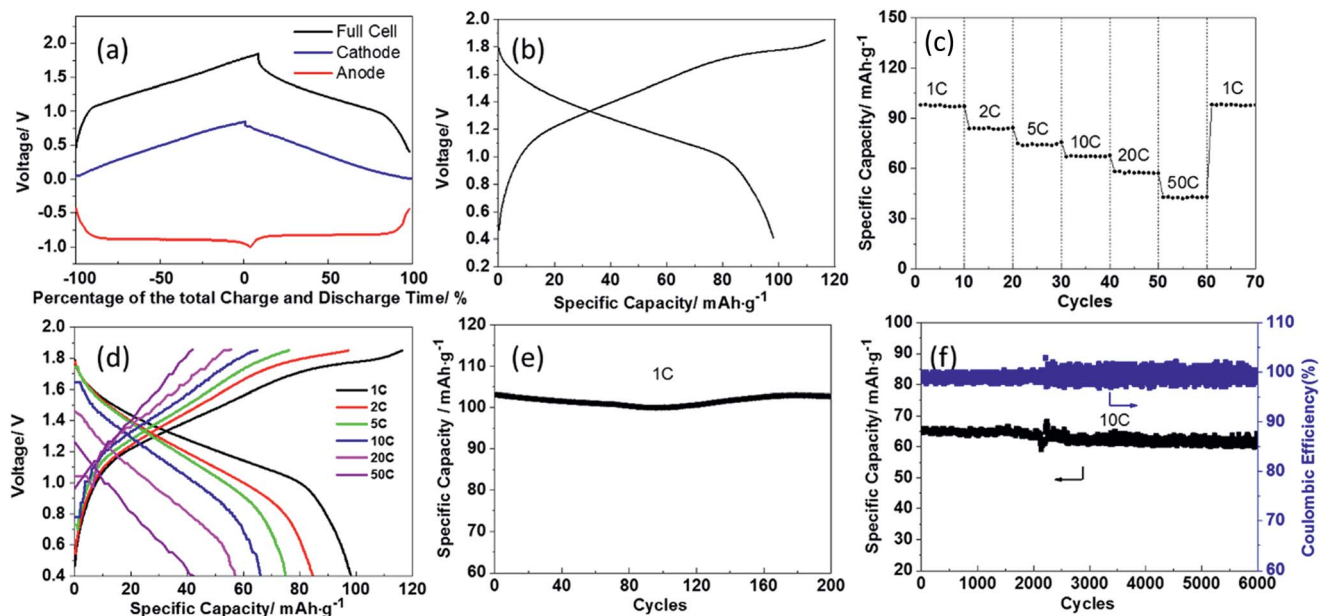 (a)
Full Cell
Cathode
Anode
Voltage/ V
2.0
1.5
1.0
0.5
0.0
-0.5
-1.0
-100
-50
0
50
100
Percentage of the total Charge and Discharge Time/ %
(b)
Voltage/ V
2.0
1.8
1.6
1.4
1.2
1.0
0.8
0.6
0.4
0.2
0
20
40
60
80
100
120
Specific Capacity/ mAh·g⁻¹
(c)
Specific Capacity/ mAh·g⁻¹
150
120
90
60
30
0
1C
2C
5C
10C
20C
50C
1C
0
10
20
30
40
50
60
70
Cycles
(d)
Voltage/ V
2.0
1.8
1.6
1.4
1.2
1.0
0.8
0.6
0.4
1C
2C
5C
10C
20C
50C
0
20
40
60
80
100
120
Specific Capacity/ mAh·g⁻¹
(e)
1C
Specific Capacity / mAh·g⁻¹
120
110
100
90
80
70
60
0
40
80
120
160
200
Cycles
(f)
10C
Specific Capacity/ mAh·g⁻¹
100
90
80
70
60
50
40
30
20
0
1000
2000
3000
4000
5000
6000
Cycles
110
100
90
80
70
60
Coulombic Efficiency(%)